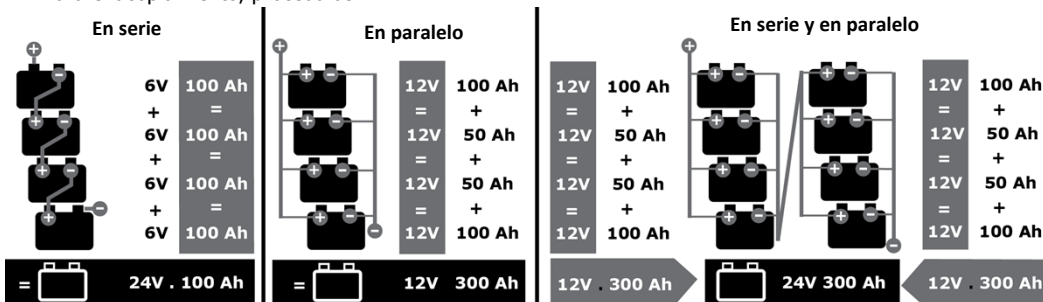 En serie
6V 100 Ah
+ =
6V 100 Ah
+ =
6V 100 Ah
+ =
6V 100 Ah
= 24V . 100 Ah
En paralelo
12V 100 Ah
= +
12V 50 Ah
= +
12V 50 Ah
= +
12V 100 Ah
= 12V 300 Ah
En serie y en paralelo
12V 100 Ah
= +
12V 50 Ah
= +
12V 50 Ah
= +
12V 100 Ah
12V . 300 Ah
24V 300 Ah
12V 100 Ah
= +
12V 50 Ah
= +
12V 50 Ah
= +
12V 100 Ah
12V . 300 Ah